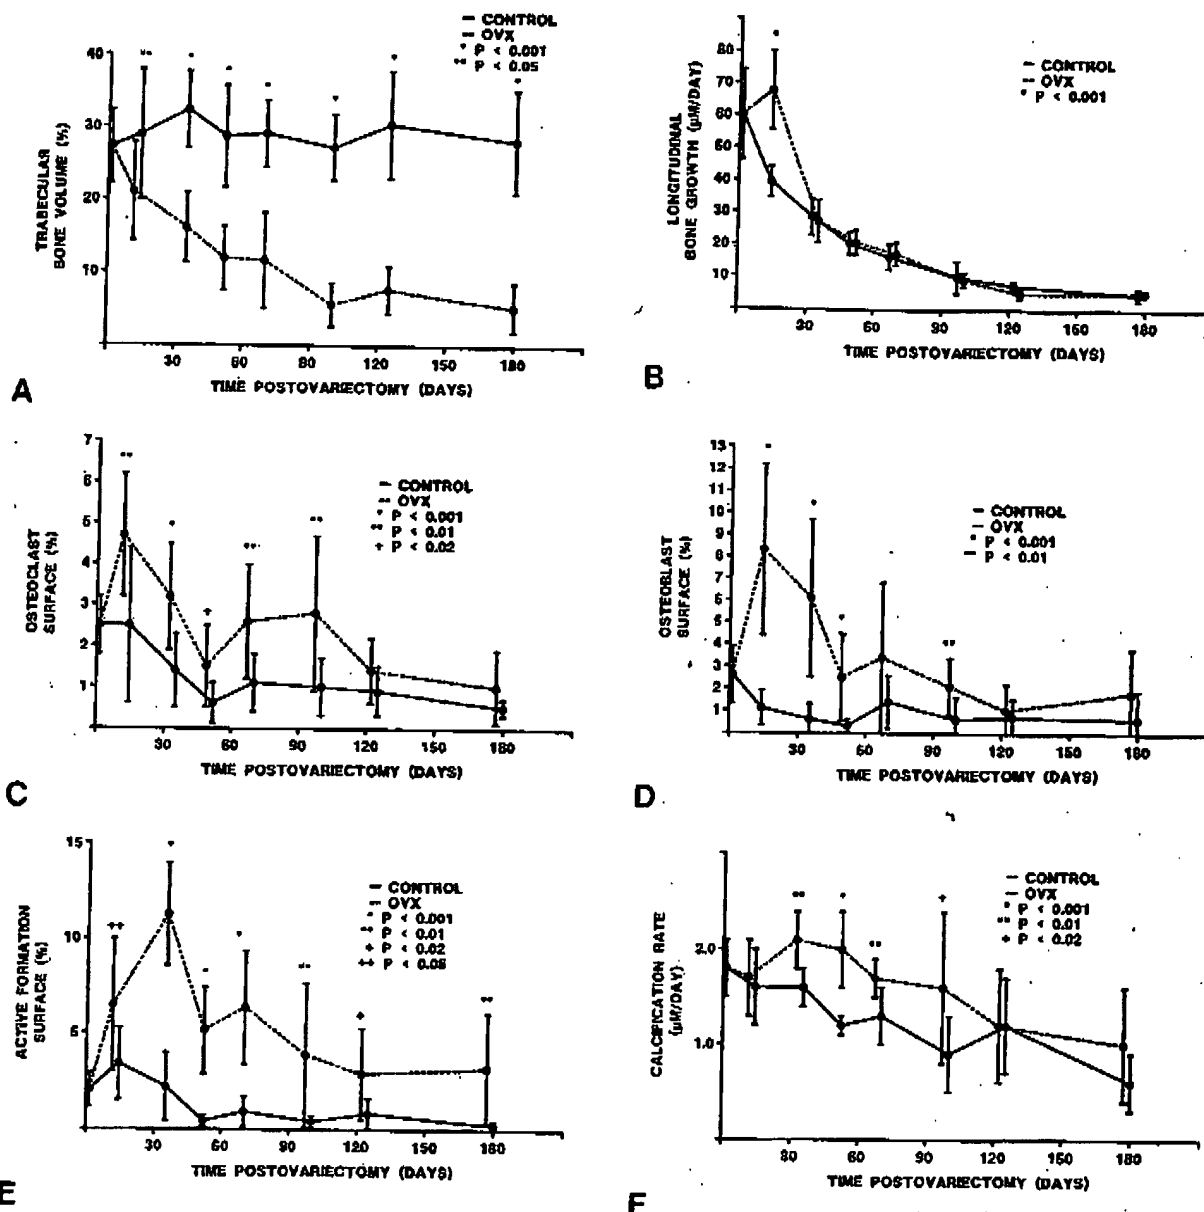 – CONTROL
-- OVX
* P < 0.001
** P < 0.05
40
30
20
10
TRABECULAR
BONE VOLUME (%)
30 60 90 120 150 180
TIME POSTOVARIECTOMY (DAYS)
A
– CONTROL
-- OVX
* P < 0.001
80
70
60
50
40
30
20
10
LONGITUDINAL
BONE GROWTH (µM/DAY)
30 60 90 120 150 180
TIME POSTOVARIECTOMY (DAYS)
B
– CONTROL
-- OVX
* P < 0.001
** P < 0.01
+ P < 0.02
7
6
5
4
3
2
1
OSTEOCLAST
SURFACE (%)
30 60 90 120 150 180
TIME POSTOVARIECTOMY (DAYS)
C
– CONTROL
-- OVX
* P < 0.001
** P < 0.01
13
12
11
10
9
8
7
6
5
4
3
2
1
OSTEOBLAST
SURFACE (%)
30 60 90 120 150 180
TIME POSTOVARIECTOMY (DAYS)
D
– CONTROL
-- OVX
* P < 0.001
** P < 0.01
+ P < 0.02
++ P < 0.05
15
10
5
ACTIVE FORMATION
SURFACE (%)
30 60 90 120 150 180
TIME POSTOVARIECTOMY (DAYS)
E
– CONTROL
-- OVX
* P < 0.001
** P < 0.01
+ P < 0.02
2.0
1.0
CALCIFICATION RATE
(µM/DAY)
30 60 90 120 150 180
TIME POSTOVARIECTOMY (DAYS)
F